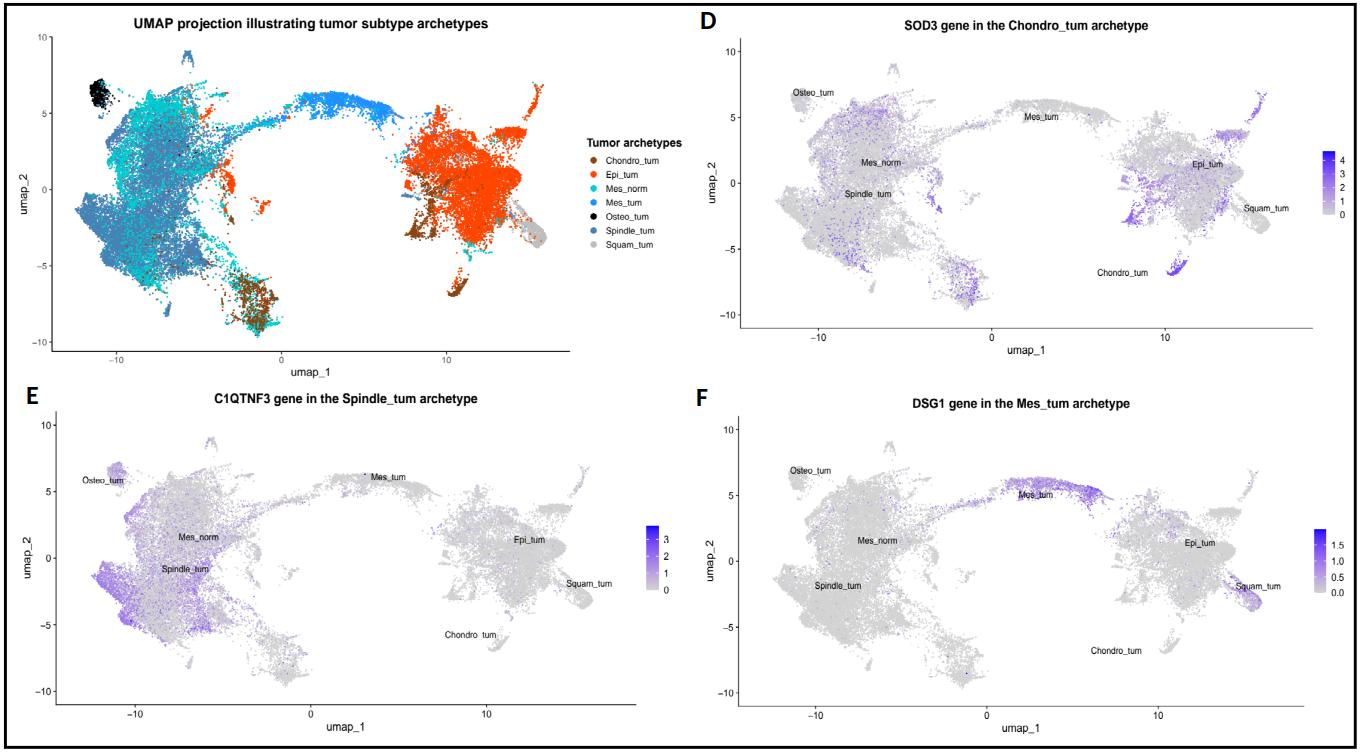 UMAP projection illustrating tumor subtype archetypes
10
5
0
−5
−10
umap_2
−10
0
10
umap_1
Tumor archetypes
Chondro_tum
Epi_tum
Mes_norm
Mes_tum
Osteo_tum
Spindle_tum
Squam_tum
D
SOD3 gene in the Chondro_tum archetype
10
5
0
−5
−10
umap_2
Osteo_tum
Mes_tum
Mes_norm
Epi_tum
Spindle_tum
Squam_tum
Chondro_tum
−10
0
10
umap_1
4
3
2
1
0
E
C1QTNF3 gene in the Spindle_tum archetype
10
5
0
−5
−10
umap_2
Osteo_tum
Mes_tum
Mes_norm
Epi_tum
Spindle_tum
Squam_tum
Chondro_tum
−10
0
10
umap_1
3
2
1
0
F
DSG1 gene in the Mes_tum archetype
10
5
0
−5
−10
umap_2
Osteo_tum
Mes_tum
Mes_norm
Epi_tum
Spindle_tum
Squam_tum
Chondro_tum
−10
0
10
umap_1
1.5
1.0
0.5
0.0